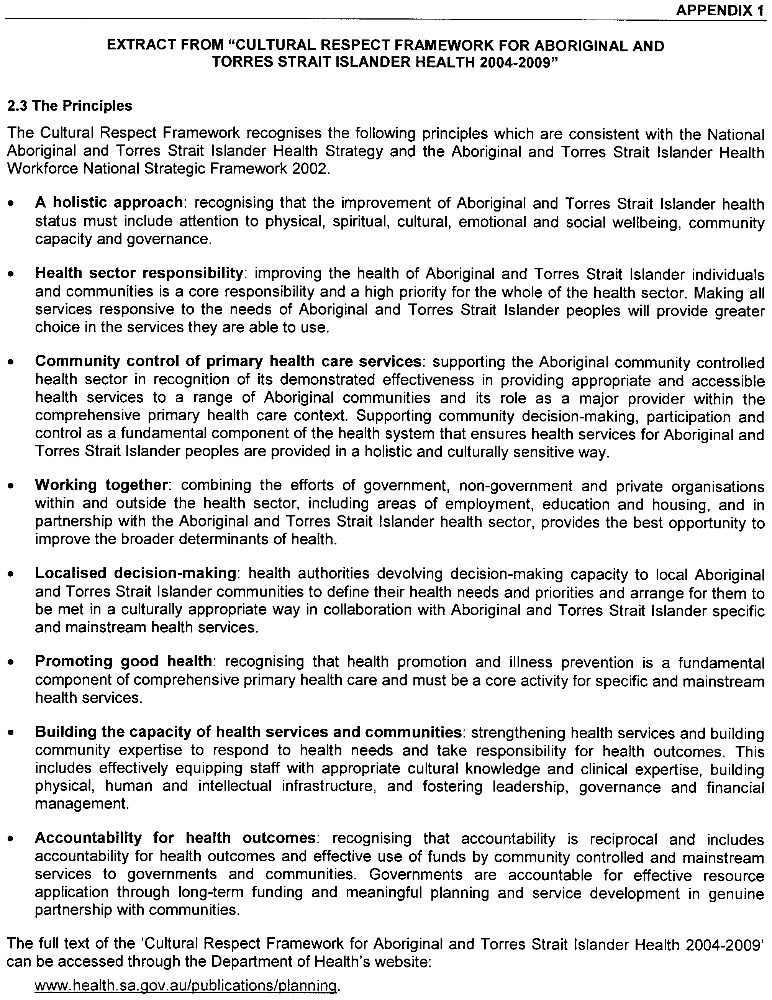 APPENDIX 1
EXTRACT FROM “CULTURAL RESPECT FRAMEWORK FOR ABORIGINAL AND
TORRES STRAIT ISLANDER HEALTH 2004-2009”
2.3 The Principles
The Cultural Respect Framework recognises the following principles which are consistent with the National
Aboriginal and Torres Strait Islander Health Strategy and the Aboriginal and Torres Strait Islander Health
Workforce National Strategic Framework 2002.
• A holistic approach: recognising that the improvement of Aboriginal and Torres Strait Islander health
status must include attention to physical, spiritual, cultural, emotional and social wellbeing, community
capacity and governance.
• Health sector responsibility: improving the health of Aboriginal and Torres Strait Islander individuals
and communities is a core responsibility and a high priority for the whole of the health sector. Making all
services responsive to the needs of Aboriginal and Torres Strait Islander peoples will provide greater
choice in the services they are able to use.
• Community control of primary health care services: supporting the Aboriginal community controlled
health sector in recognition of its demonstrated effectiveness in providing appropriate and accessible
health services to a range of Aboriginal communities and its role as a major provider within the
comprehensive primary health care context. Supporting community decision-making, participation and
control as a fundamental component of the health system that ensures health services for Aboriginal and
Torres Strait Islander peoples are provided in a holistic and culturally sensitive way.
• Working together: combining the efforts of government, non-government and private organisations
within and outside the health sector, including areas of employment, education and housing, and in
partnership with the Aboriginal and Torres Strait Islander health sector, provides the best opportunity to
improve the broader determinants of health.
• Localised decision-making: health authorities devolving decision-making capacity to local Aboriginal
and Torres Strait Islander communities to define their health needs and priorities and arrange for them to
be met in a culturally appropriate way in collaboration with Aboriginal and Torres Strait Islander specific
and mainstream health services.
• Promoting good health: recognising that health promotion and illness prevention is a fundamental
component of comprehensive primary health care and must be a core activity for specific and mainstream
health services.
• Building the capacity of health services and communities: strengthening health services and building
community expertise to respond to health needs and take responsibility for health outcomes. This
includes effectively equipping staff with appropriate cultural knowledge and clinical expertise, building
physical, human and intellectual infrastructure, and fostering leadership, governance and financial
management.
• Accountability for health outcomes: recognising that accountability is reciprocal and includes
accountability for health outcomes and effective use of funds by community controlled and mainstream
services to governments and communities. Governments are accountable for effective resource
application through long-term funding and meaningful planning and service development in genuine
partnership with communities.
The full text of the ‘Cultural Respect Framework for Aboriginal and Torres Strait Islander Health 2004-2009’
can be accessed through the Department of Health’s website:
www.health.sa.gov.au/publications/planning.